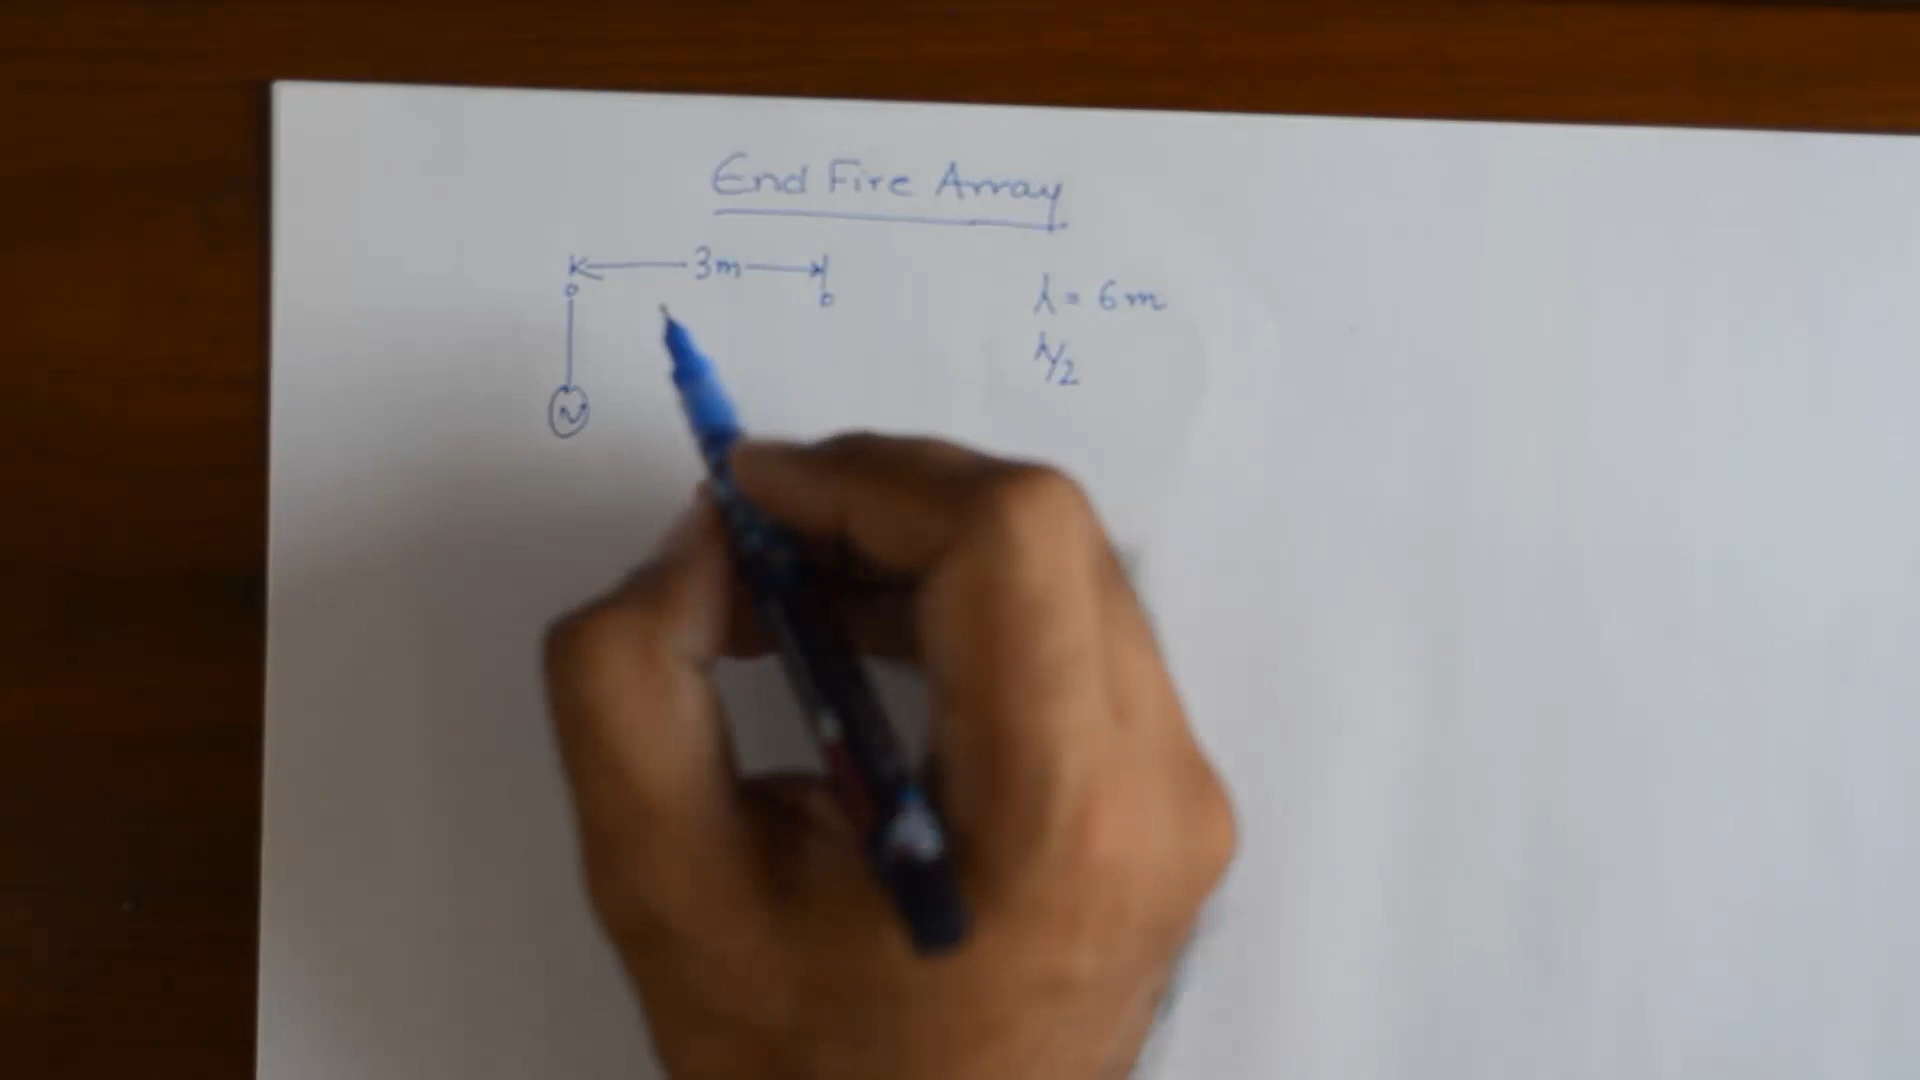 End Fire Array
3m
λ = 6m
λ/2